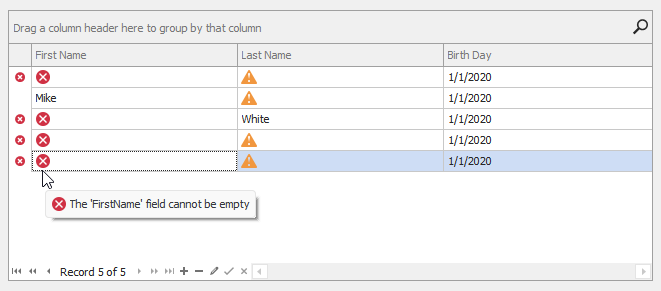 Drag a column header here to group by that column
First Name Last Name Birth Day
1/1/2020
Mike 1/1/2020
White 1/1/2020
1/1/2020
1/1/2020
The 'FirstName' field cannot be empty
Record 5 of 5